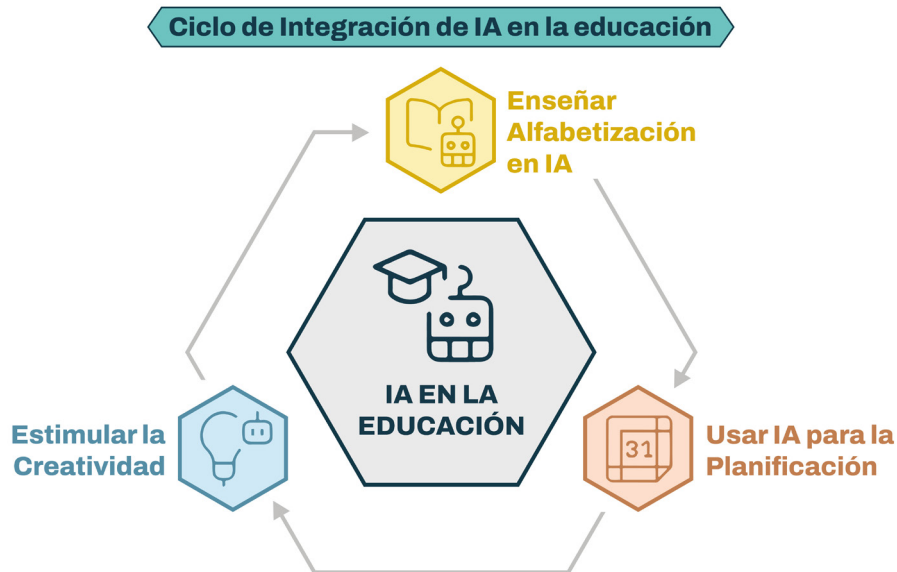 Ciclo de Integración de IA en la educación
Enseñar
Alfabetización
en IA
IA EN LA
EDUCACIÓN
Estimular la
Creatividad
31
Usar IA para la
Planificación